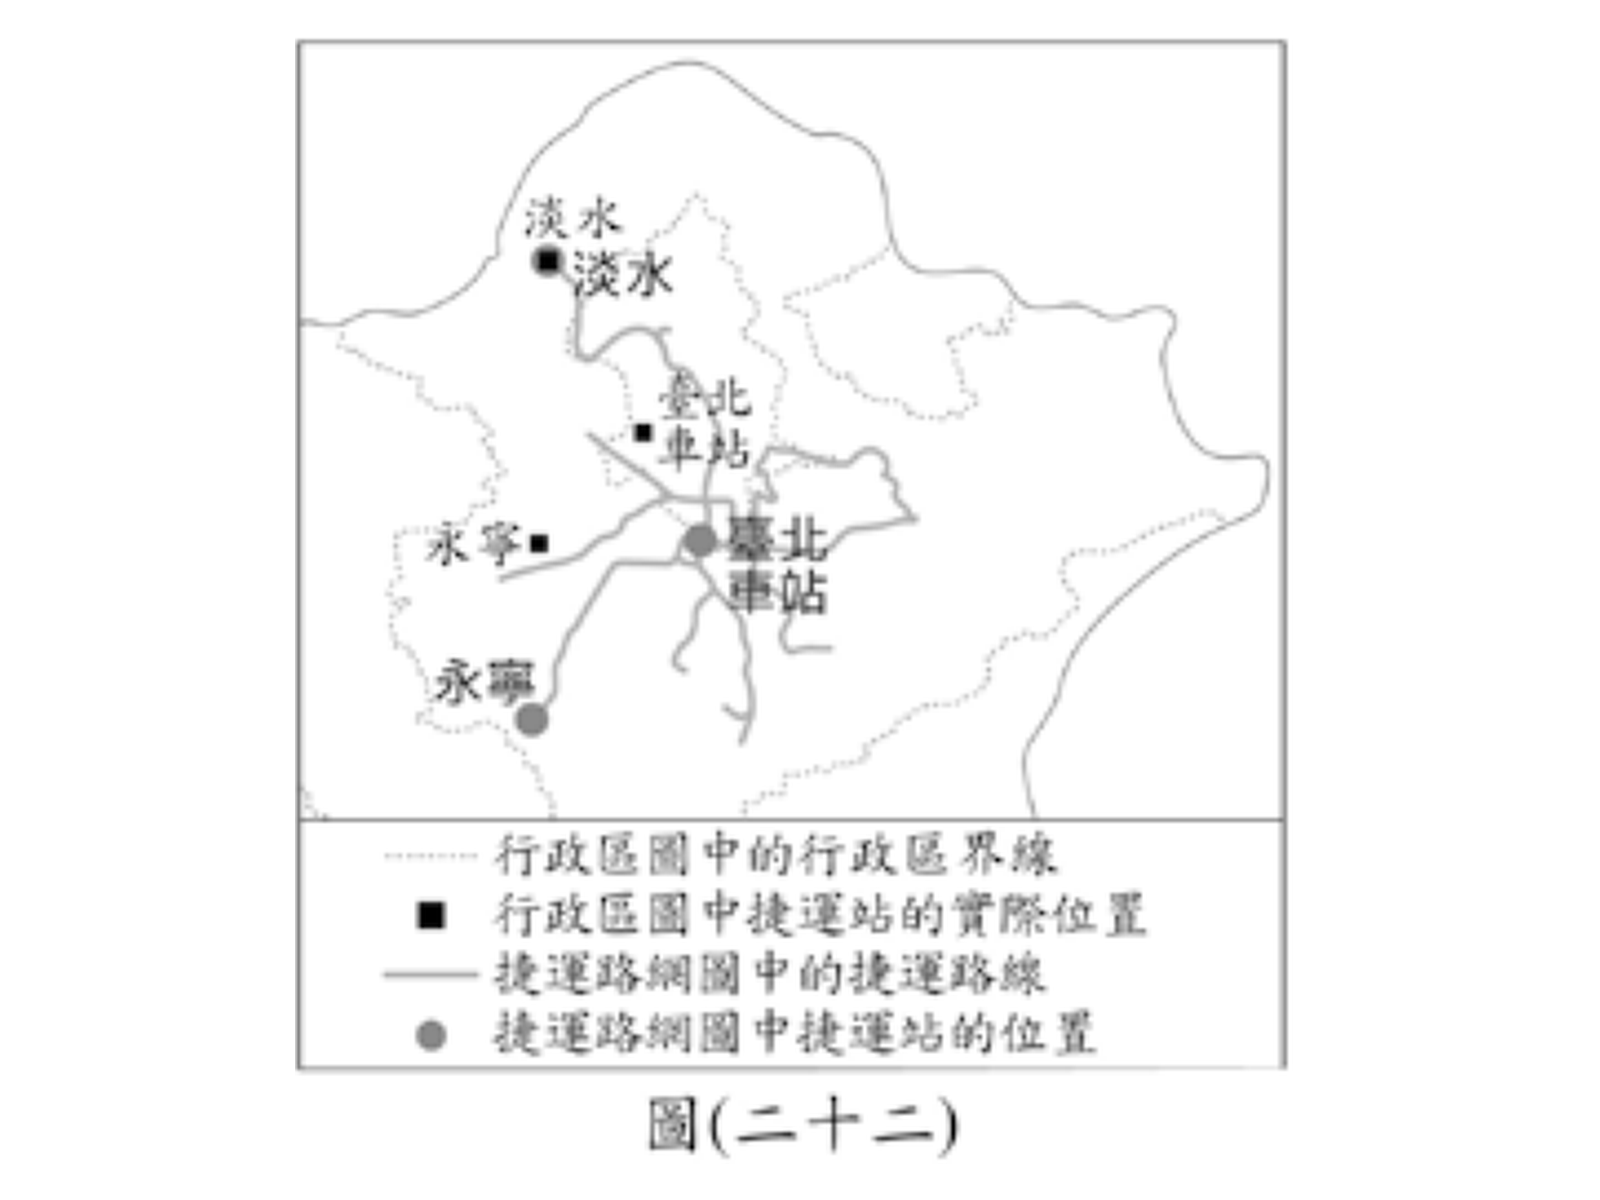 淡水
淡水
臺北
車站
永寧
臺北
車站
永寧
行政區圖中的行政區界線
行政區圖中捷運站的實際位置
捷運路網圖中的捷運路線
捷運路網圖中捷運站的位置
圖(二十二)